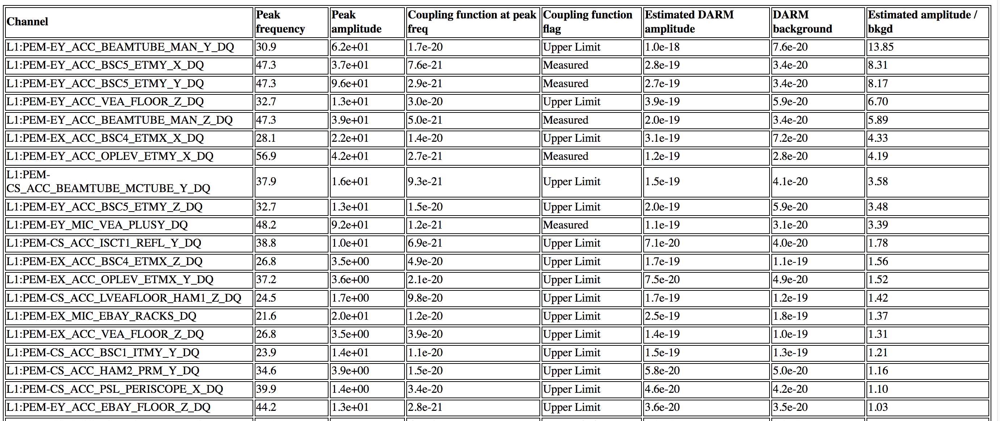 Channel Peak frequency Peak amplitude Coupling function at peak freq Coupling function flag Estimated DARM amplitude DARM background Estimated amplitude / bkgd
L1:PEM-EY_ACC_BEAMTUBE_MAN_Y_DQ 30.9 6.2e+01 1.7e-20 Upper Limit 1.0e-18 7.6e-20 13.85
L1:PEM-EY_ACC_BSC5_ETMY_X_DQ 47.3 3.7e+01 7.6e-21 Measured 2.8e-19 3.4e-20 8.31
L1:PEM-EY_ACC_BSC5_ETMY_Y_DQ 47.3 9.6e+01 2.9e-21 Measured 2.7e-19 3.4e-20 8.17
L1:PEM-EY_ACC_VEA_FLOOR_Z_DQ 32.7 1.3e+01 3.0e-20 Upper Limit 3.9e-19 5.9e-20 6.70
L1:PEM-EY_ACC_BEAMTUBE_MAN_Z_DQ 47.3 3.9e+01 5.0e-21 Measured 2.0e-19 3.4e-20 5.89
L1:PEM-EX_ACC_BSC4_ETMX_X_DQ 28.1 2.2e+01 1.4e-20 Upper Limit 3.1e-19 7.2e-20 4.33
L1:PEM-EY_ACC_OPLEV_ETMY_X_DQ 56.9 4.2e+01 2.7e-21 Measured 1.2e-19 2.8e-20 4.19
L1:PEM-
CS_ACC_BEAMTUBE_MCTUBE_Y_DQ 37.9 1.6e+01 9.3e-21 Upper Limit 1.5e-19 4.1e-20 3.58
L1:PEM-EY_ACC_BSC5_ETMY_Z_DQ 32.7 1.3e+01 1.5e-20 Upper Limit 2.0e-19 5.9e-20 3.48
L1:PEM-EY_MIC_VEA_PLUSY_DQ 48.2 9.2e+01 1.2e-21 Measured 1.1e-19 3.1e-20 3.39
L1:PEM-CS_ACC_ISCT1_REFL_Y_DQ 38.8 1.0e+01 6.9e-21 Upper Limit 7.1e-20 4.0e-20 1.78
L1:PEM-EX_ACC_BSC4_ETMX_Z_DQ 26.8 3.5e+00 4.9e-20 Upper Limit 1.7e-19 1.1e-19 1.56
L1:PEM-EX_ACC_OPLEV_ETMX_Y_DQ 37.2 3.6e+00 2.1e-20 Upper Limit 7.5e-20 4.9e-20 1.52
L1:PEM-CS_ACC_LVEAFLOOR_HAM1_Z_DQ 24.5 1.7e+00 9.8e-20 Upper Limit 1.7e-19 1.2e-19 1.42
L1:PEM-EX_MIC_EBAY_RACKS_DQ 21.6 2.0e+01 1.2e-20 Upper Limit 2.5e-19 1.8e-19 1.37
L1:PEM-EX_ACC_VEA_FLOOR_Z_DQ 26.8 3.5e+00 3.9e-20 Upper Limit 1.4e-19 1.0e-19 1.31
L1:PEM-CS_ACC_BSC1_ITMY_Y_DQ 23.9 1.4e+01 1.1e-20 Upper Limit 1.5e-19 1.3e-19 1.21
L1:PEM-CS_ACC_HAM2_PRM_Y_DQ 34.6 3.9e+00 1.5e-20 Upper Limit 5.8e-20 5.0e-20 1.16
L1:PEM-CS_ACC_PSL_PERISCOPE_X_DQ 39.9 1.4e+00 3.4e-20 Upper Limit 4.6e-20 4.2e-20 1.10
L1:PEM-EY_ACC_EBAY_FLOOR_Z_DQ 44.2 1.3e+01 2.8e-21 Upper Limit 3.6e-20 3.5e-20 1.03